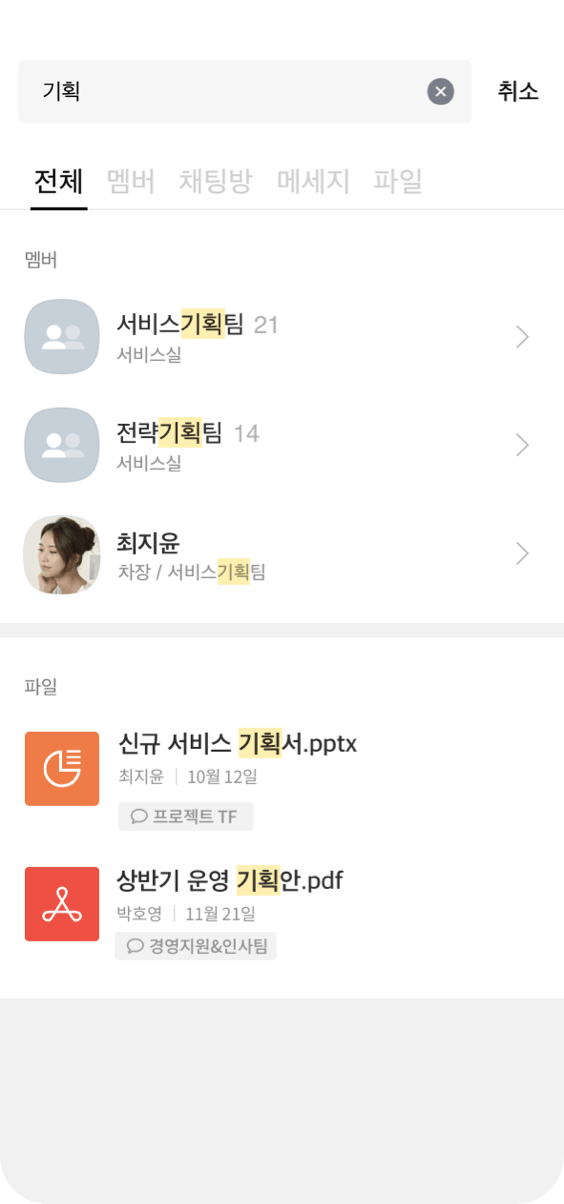 기획
취소
전체 멤버 채팅방 메세지 파일
멤버
서비스기획팀 21
서비스실
전략기획팀 14
서비스실
최지윤
차장 / 서비스기획팀
파일
신규 서비스 기획서.pptx
최지윤 | 10월 12일
프로젝트 TF
상반기 운영 기획안.pdf
박호영 | 11월 21일
경영지원&인사팀